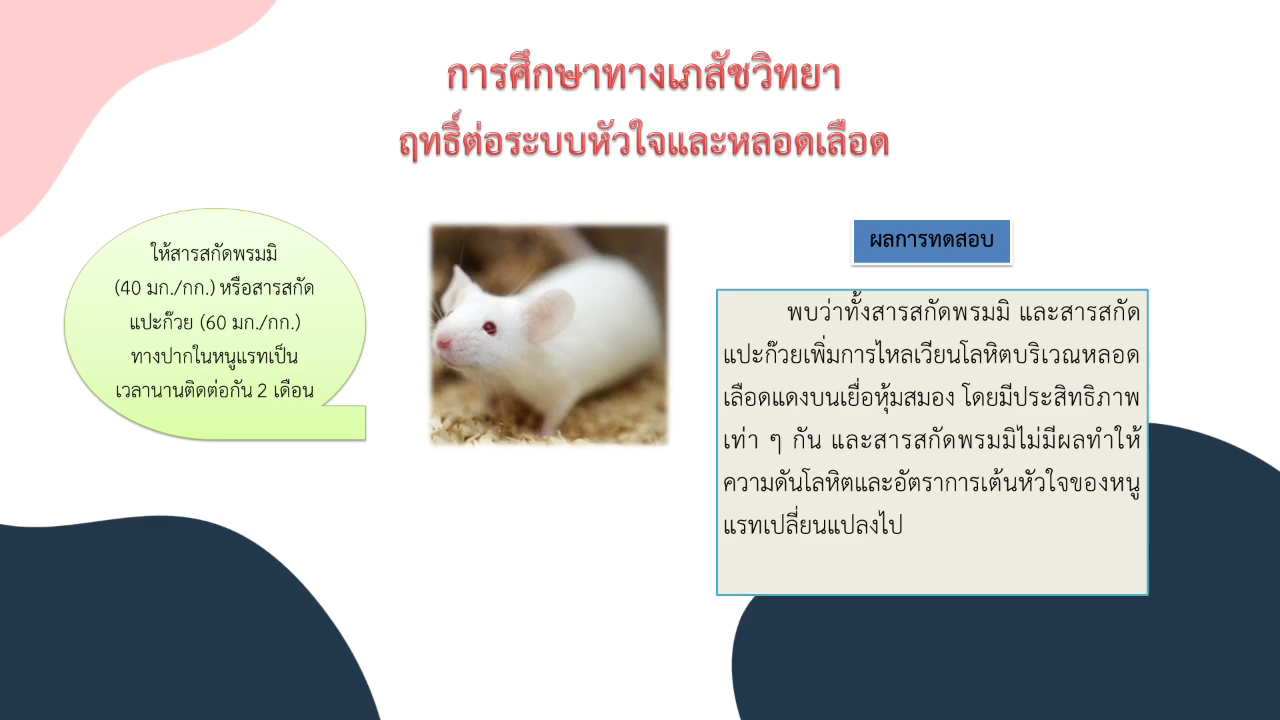 การศึกษาทางเภสัชวิทยา
ฤทธิ์ต่อระบบหัวใจและหลอดเลือด
ให้สารสกัดพรมมิ
(40 มก./กก.) หรือสารสกัด
แปะก๊วย (60 มก./กก.)
ทางปากในหนูแรทเป็น
เวลานานติดต่อกัน 2 เดือน
ผลการทดสอบ
พบว่าทั้งสารสกัดพรมมิ และสารสกัด
แปะก๊วยเพิ่มการไหลเวียนโลหิตบริเวณหลอด
เลือดแดงบนเยื่อหุ้มสมอง โดยมีประสิทธิภาพ
เท่า ๆ กัน และสารสกัดพรมมิไม่มีผลทำให้
ความดันโลหิตและอัตราการเต้นหัวใจของหนู
แรทเปลี่ยนแปลงไป